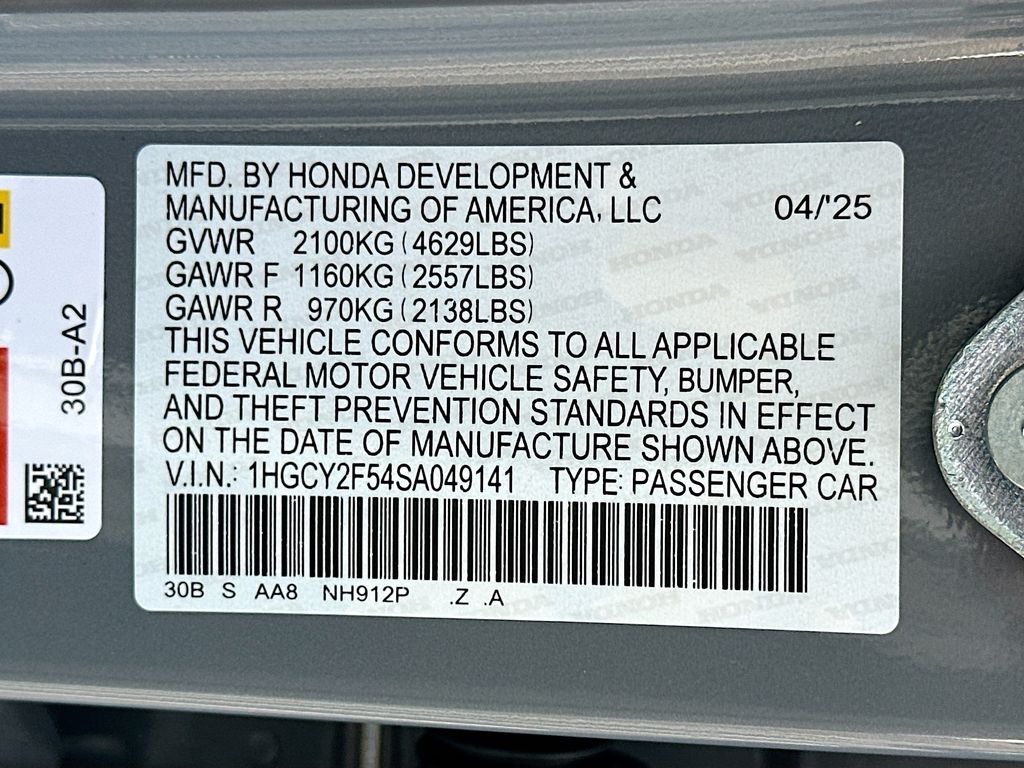 MFD. BY HONDA DEVELOPMENT &
MANUFACTURING OF AMERICA, LLC 04/'25
GVWR 2100KG (4629LBS)
GAWR F 1160KG (2557LBS)
GAWR R 970KG (2138LBS)
THIS VEHICLE CONFORMS TO ALL APPLICABLE
FEDERAL MOTOR VEHICLE SAFETY, BUMPER,
AND THEFT PREVENTION STANDARDS IN EFFECT
ON THE DATE OF MANUFACTURE SHOWN ABOVE.
V.I.N.: 1HGCY2F54SA049141 TYPE: PASSENGER CAR
30B S AA8 NH912P .Z .A
30B-A2